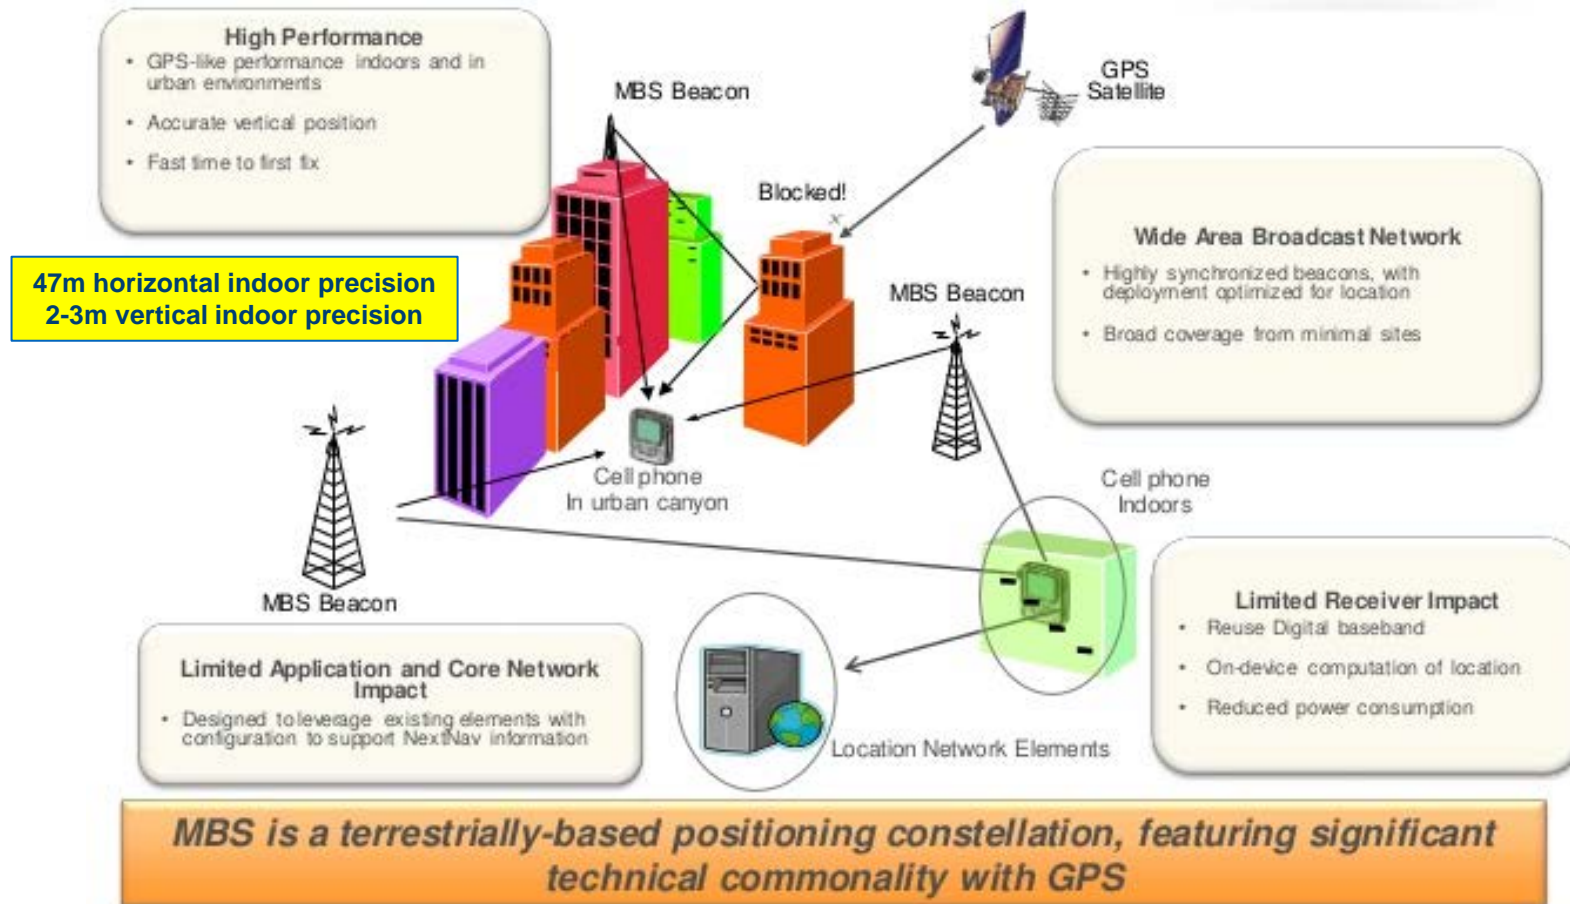 High Performance
• GPS-like performance indoors and in
urban environments
• Accurate vertical position
• Fast time to first fix
MBS Beacon
GPS
Satellite
Blocked!
x
47m horizontal indoor precision
2-3m vertical indoor precision
Wide Area Broadcast Network
• Highly synchronized beacons, with
deployment optimized for location
• Broad coverage from minimal sites
MBS Beacon
Cell phone
In urban canyon
Cell phone
Indoors
MBS Beacon
Limited Receiver Impact
• Reuse Digital baseband
• On-device computation of location
• Reduced power consumption
Limited Application and Core Network
Impact
• Designed to leverage existing elements with
configuration to support NextNav information
Location Network Elements
MBS is a terrestrially-based positioning constellation, featuring significant
technical commonality with GPS